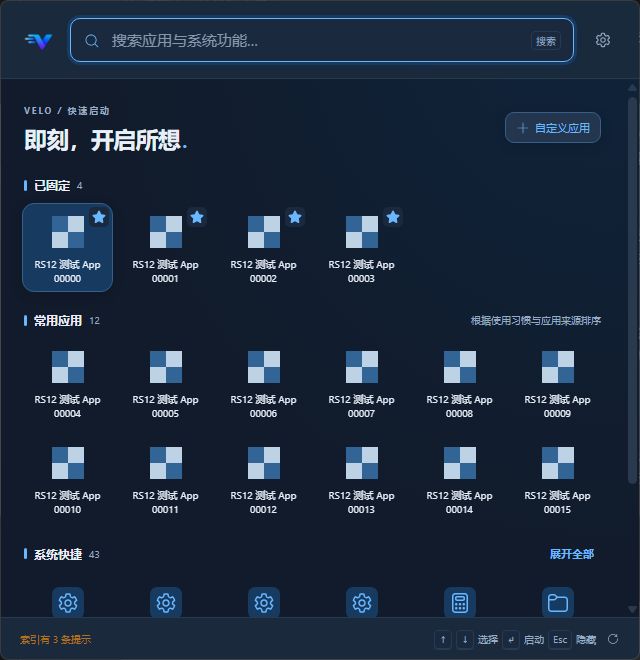 搜索应用与系统功能...
搜索
VELO / 快速启动
即刻，开启所想.
自定义应用
已固定 4
RS12 测试 App 00000
RS12 测试 App 00001
RS12 测试 App 00002
RS12 测试 App 00003
常用应用 12
根据使用习惯与应用来源排序
RS12 测试 App 00004
RS12 测试 App 00005
RS12 测试 App 00006
RS12 测试 App 00007
RS12 测试 App 00008
RS12 测试 App 00009
RS12 测试 App 00010
RS12 测试 App 00011
RS12 测试 App 00012
RS12 测试 App 00013
RS12 测试 App 00014
RS12 测试 App 00015
系统快捷 43
展开全部
索引有 3 条提示
↑ ↓ 选择 ↵ 启动 Esc 隐藏